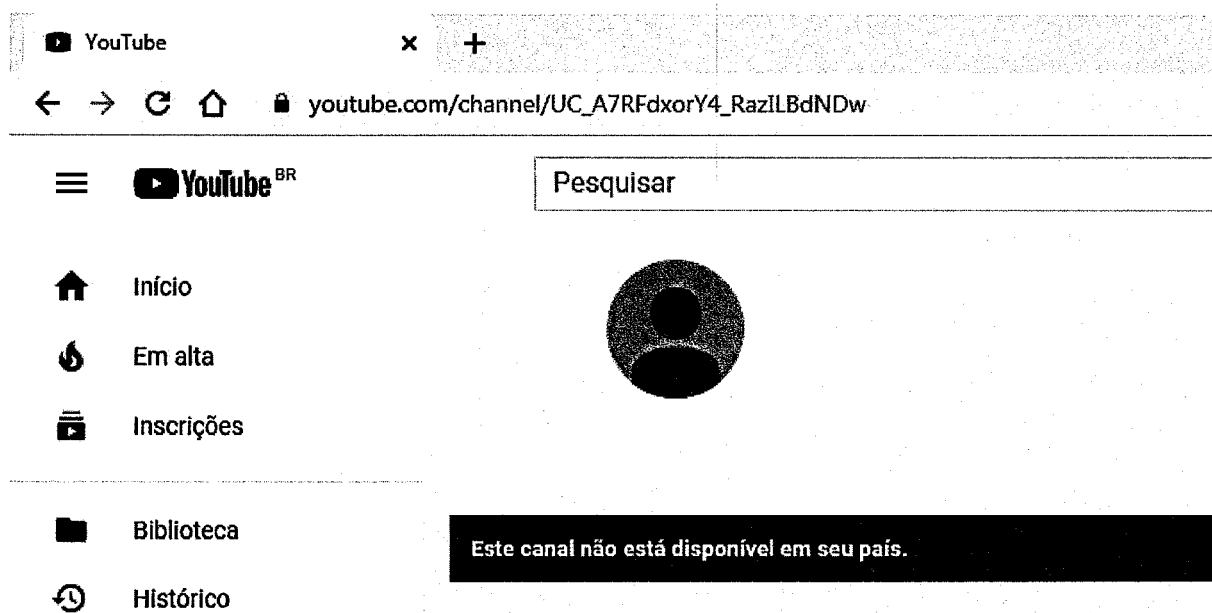 YouTube
youtube.com/channel/UC_A7RFdxorY4_RazILBdNDw
YouTube BR
Pesquisar
Início
Em alta
Inscrições
Biblioteca
Este canal não está disponível em seu país.
Histórico